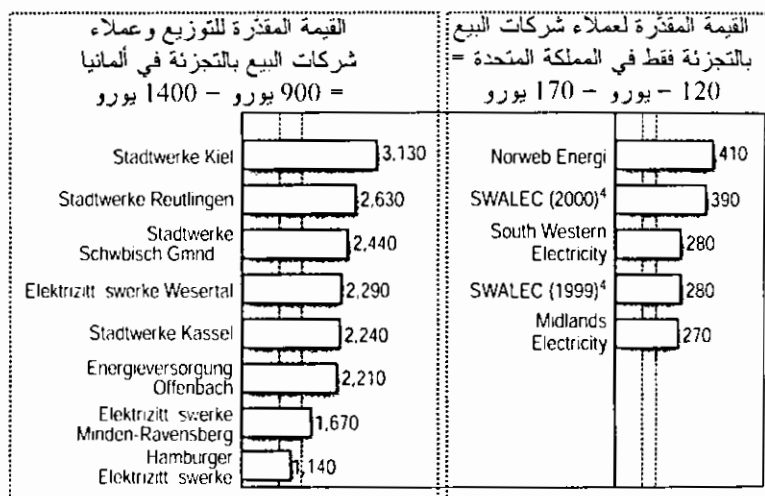 القيمة المقدّرة لعملاء شركات البيع
بالتجزئة فقط في المملكة المتحدة =
120 – يورو – 170 يورو
Norweb Energi 410
SWALEC (2000)⁴ 390
South Western
Electricity 280
SWALEC (1999)⁴ 280
Midlands
Electricity 270
القيمة المقدّرة للتوزيع وعملاء
شركات البيع بالتجزئة في ألمانيا
= 900 يورو – 1400 يورو
Stadtwerke Kiel 3,130
Stadtwerke Reutlingen 2,630
Stadtwerke
Schwbisch Gmnd 2,440
Elektrizitt swerke Wesertal 2,290
Stadtwerke Kassel 2,240
Energieversorgung
Offenbach 2,210
Elektrizitt swerke
Minden-Ravensberg 1,670
Hamburger
Elektrizitt swerke 1,140